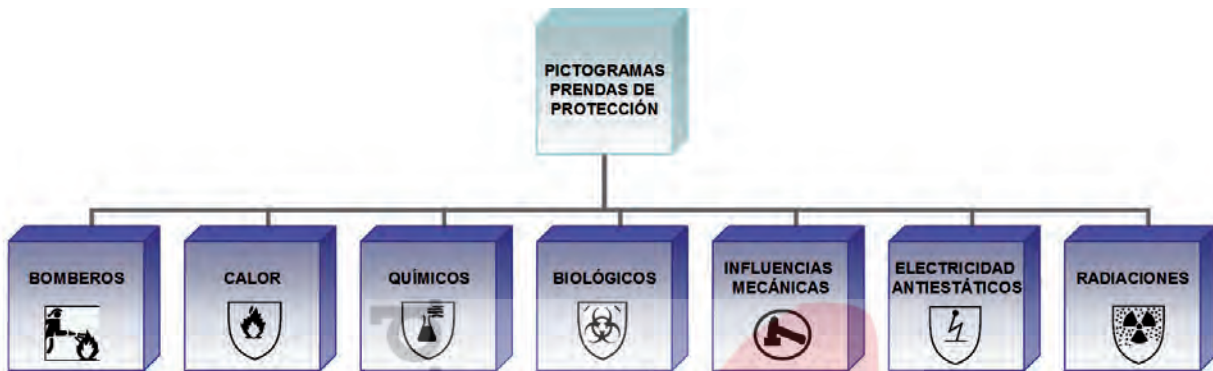 PICTOGRAMAS
PRENDAS DE
PROTECCIÓN
BOMBEROS
CALOR
QUÍMICOS
BIOLÓGICOS
INFLUENCIAS
MECÁNICAS
ELECTRICIDAD
ANTIESTÁTICOS
RADIACIONES